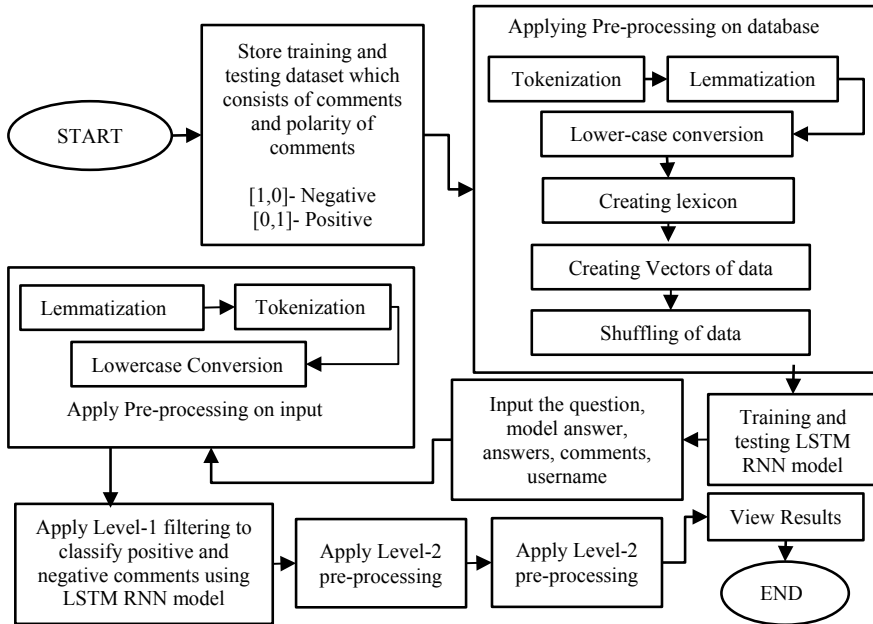 START
Store training and
testing dataset which
consists of comments
and polarity of
comments
[1,0]- Negative
[0,1]- Positive
Applying Pre-processing on database
Tokenization
Lemmatization
Lower-case conversion
Creating lexicon
Creating Vectors of data
Shuffling of data
Training and
testing LSTM
RNN model
Input the question,
model answer,
answers, comments,
username
Lemmatization
Tokenization
Lowercase Conversion
Apply Pre-processing on input
Apply Level-1 filtering to
classify positive and
negative comments using
LSTM RNN model
Apply Level-2
pre-processing
Apply Level-2
pre-processing
View Results
END